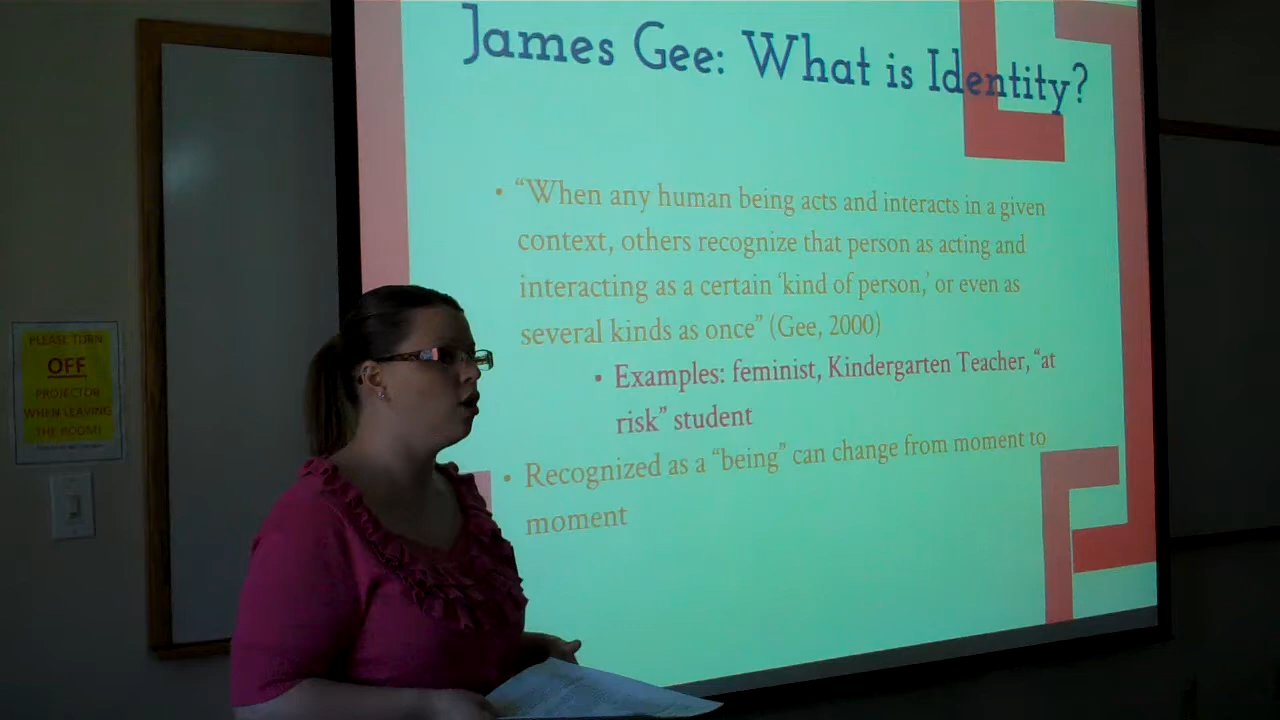 James Gee: What is Identity?
• “When any human being acts and interacts in a given
context, others recognize that person as acting and
interacting as a certain ‘kind of person,’ or even as
several kinds as once” (Gee, 2000)
• Examples: feminist, Kindergarten Teacher, “at
risk” student
• Recognized as a “being” can change from moment to
moment
PLEASE TURN
OFF
PROJECTOR
WHEN LEAVING
THE ROOM!